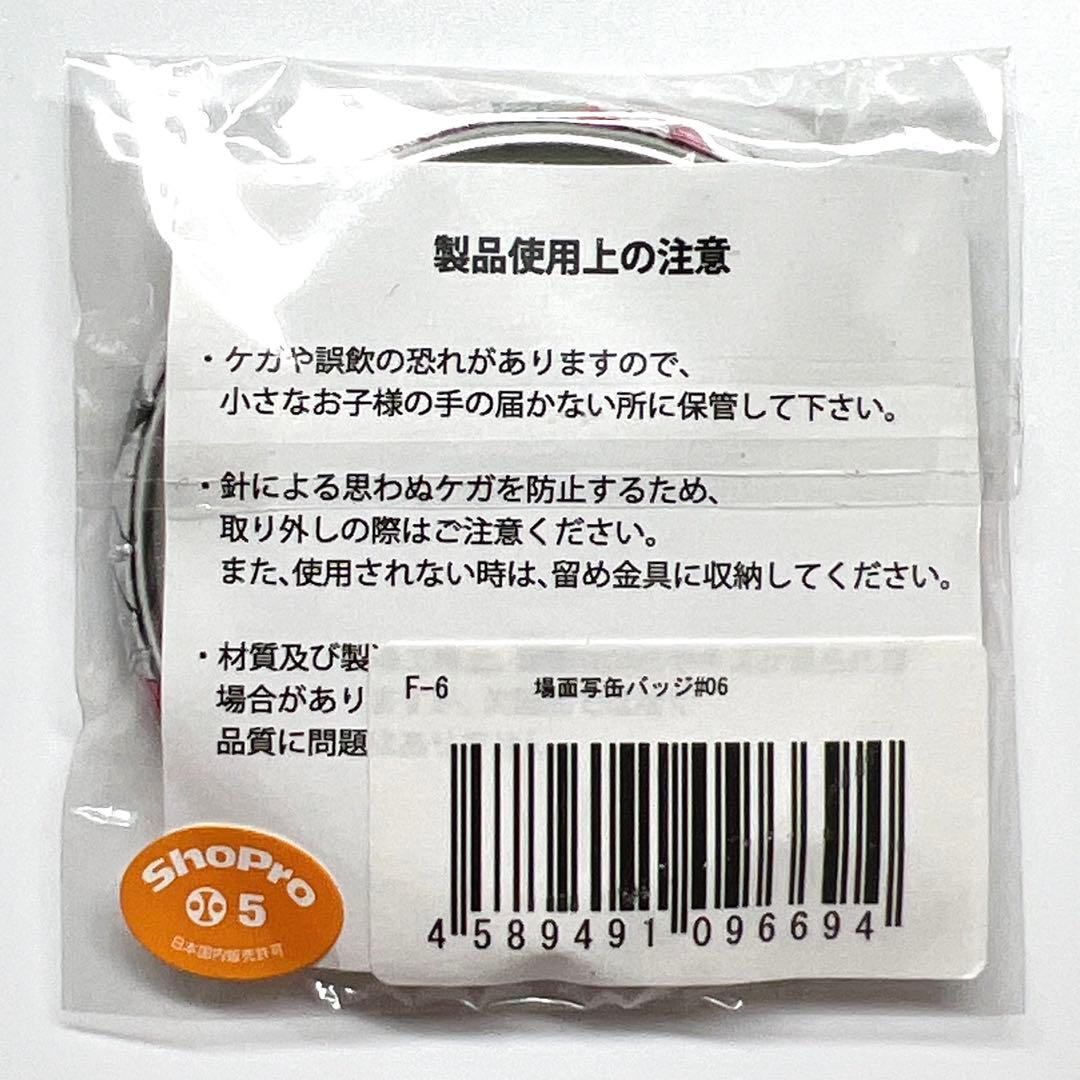 製品使用上の注意
・ケガや誤飲の恐れがありますので、
小さなお子様の手の届かない所に保管して下さい。
・針による思わぬケガを防止するため、
取り外しの際はご注意ください。
また、使用されない時は、留め金具に収納してください。
・材質及び製
場合があり
品質に問題
F-6 場面写缶バッジ#06
4 589491 096694
ShoPro
5
日本国内販売許可